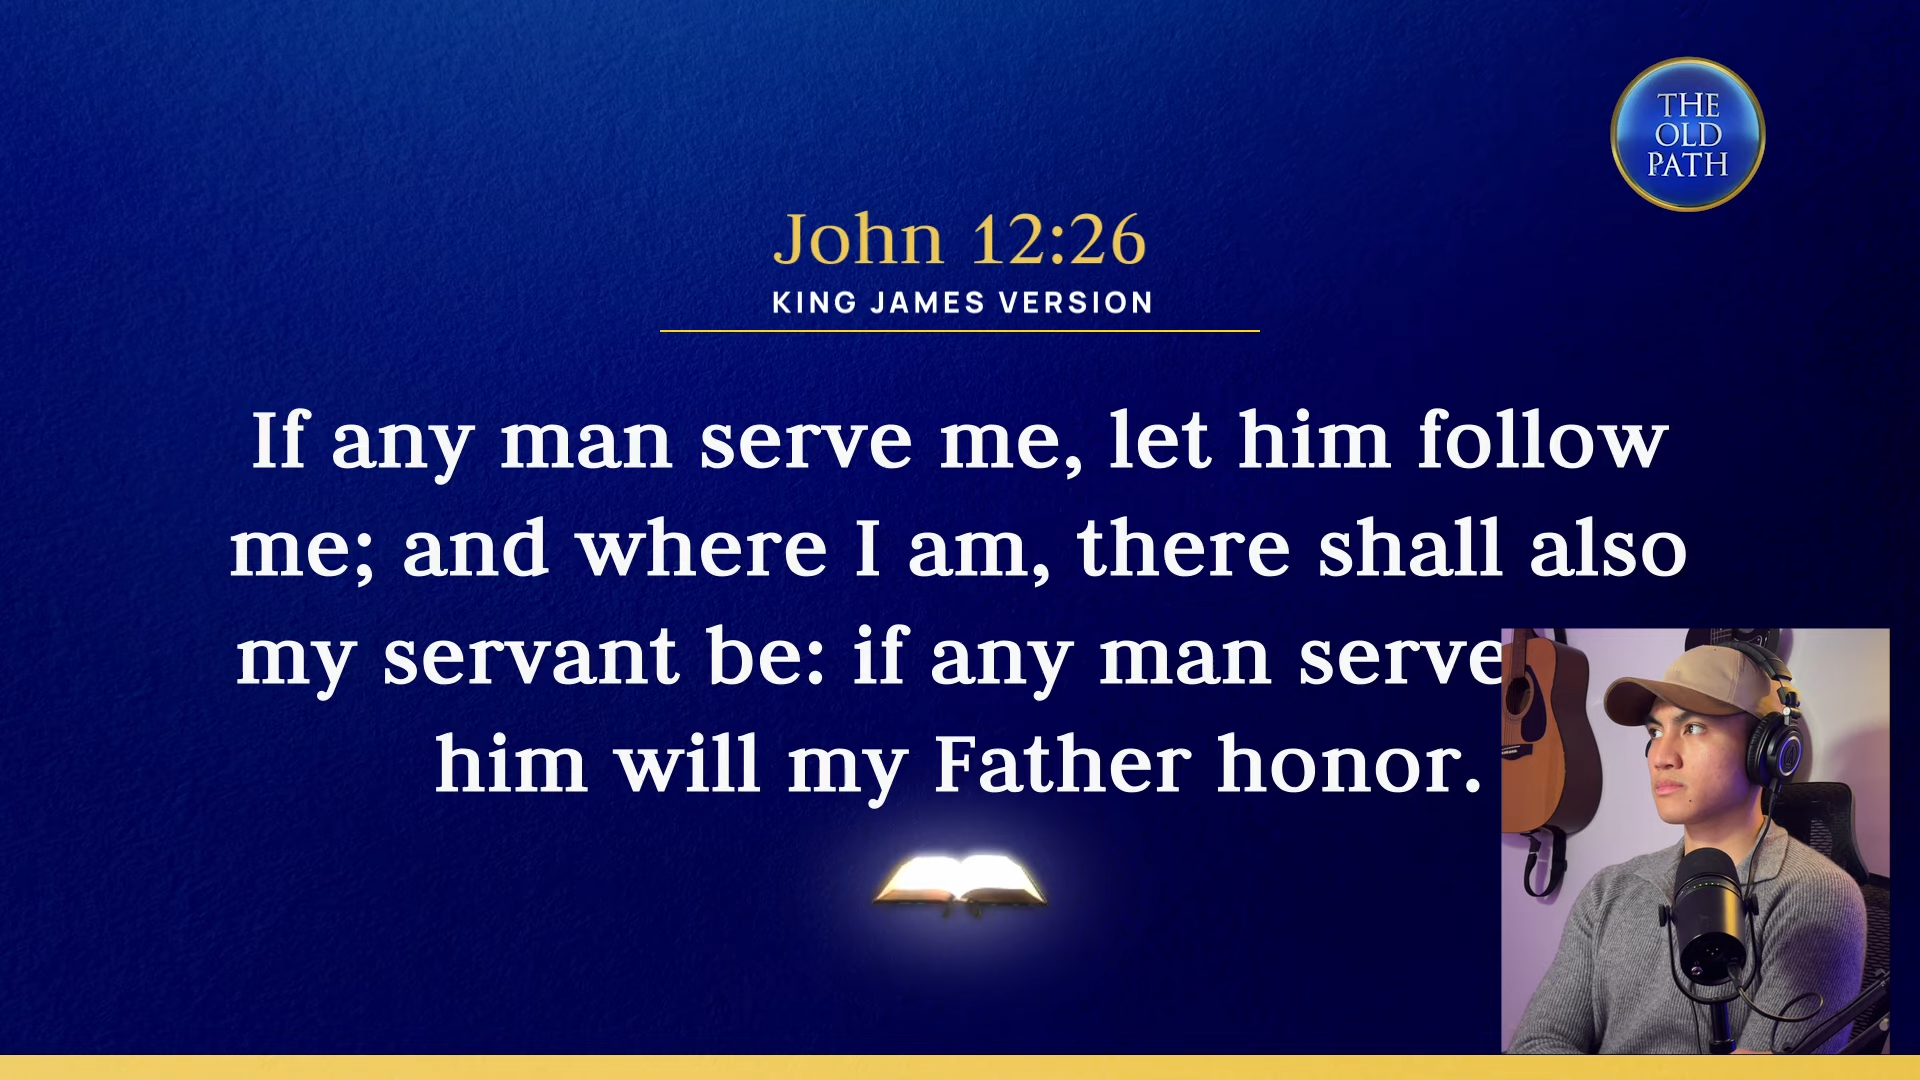 THE
OLD
PATH
John 12:26
KING JAMES VERSION
If any man serve me, let him follow
me; and where I am, there shall also
my servant be: if any man serve
him will my Father honor.